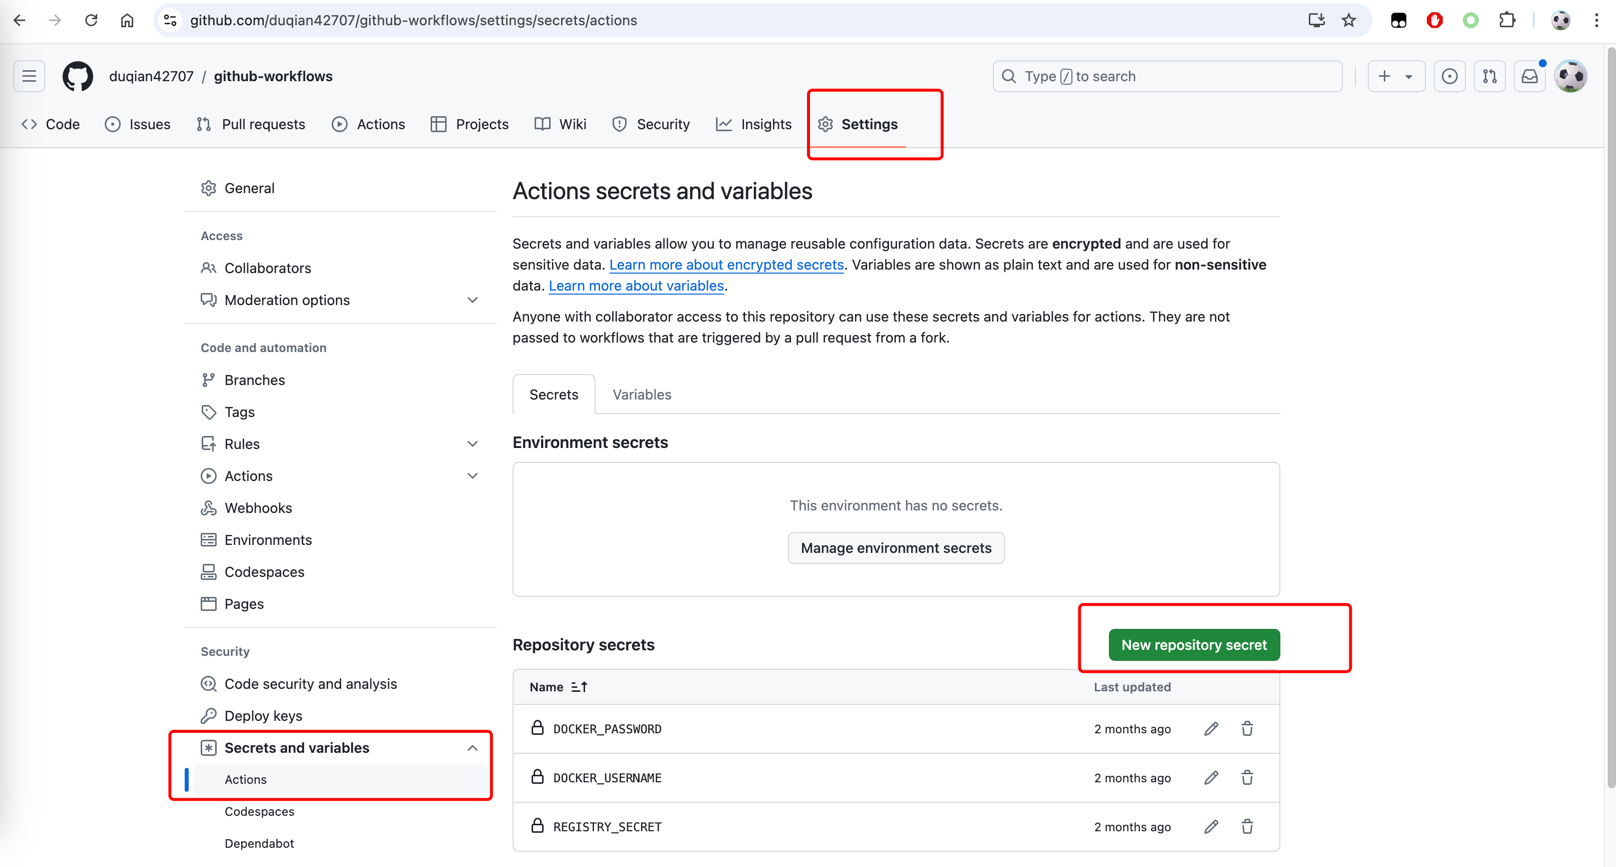 github.com/duqian42707/github-workflows/settings/secrets/actions
duqian42707 / github-workflows
Type / to search
Code
Issues
Pull requests
Actions
Projects
Wiki
Security
Insights
Settings
General
Access
Collaborators
Moderation options
Code and automation
Branches
Tags
Rules
Actions
Webhooks
Environments
Codespaces
Pages
Security
Code security and analysis
Deploy keys
Secrets and variables
Actions
Codespaces
Dependabot
Actions secrets and variables
Secrets and variables allow you to manage reusable configuration data. Secrets are encrypted and are used for
sensitive data. Learn more about encrypted secrets. Variables are shown as plain text and are used for non-sensitive
data. Learn more about variables.
Anyone with collaborator access to this repository can use these secrets and variables for actions. They are not
passed to workflows that are triggered by a pull request from a fork.
Secrets
Variables
Environment secrets
This environment has no secrets.
Manage environment secrets
Repository secrets
New repository secret
Name
Last updated
DOCKER_PASSWORD
2 months ago
DOCKER_USERNAME
2 months ago
REGISTRY_SECRET
2 months ago